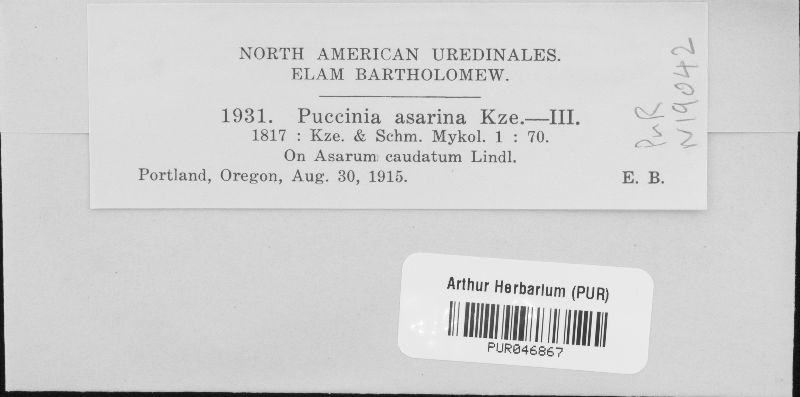 NORTH AMERICAN UREDINALES.
ELAM BARTHOLOMEW.
1931. Puccinia asarina Kze.—III.
1817 : Kze. & Schm. Mykol. 1 : 70.
On Asarum caudatum Lindl.
Portland, Oregon, Aug. 30, 1915. E. B.
PUR
N19042
Arthur Herbarium (PUR)
PUR046867